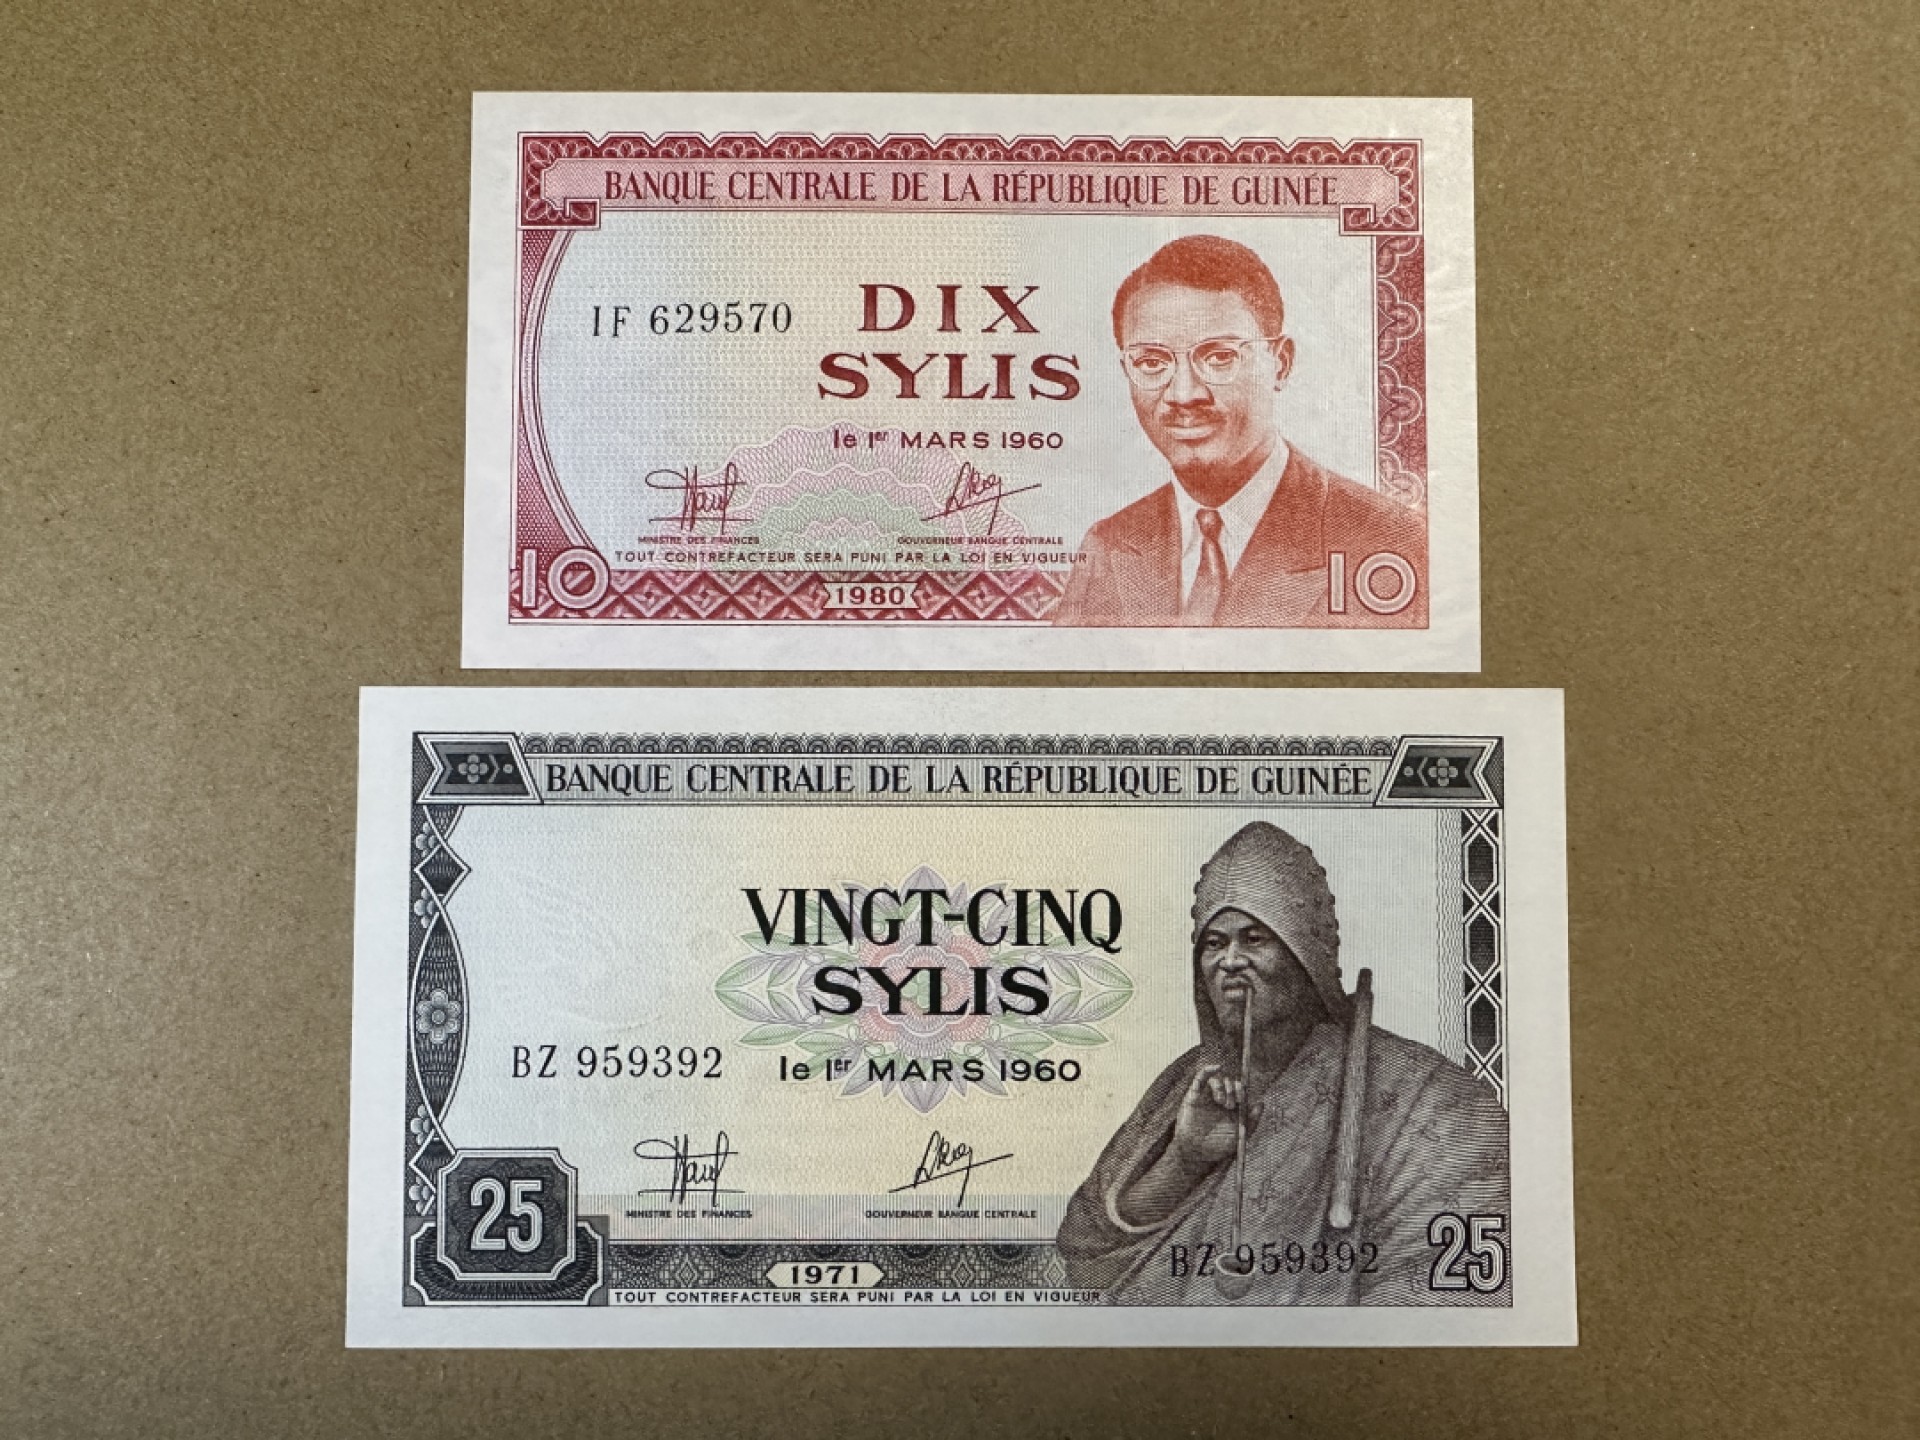 BANQUE CENTRALE DE LA RÉPUBLIQUE DE GUINÉE
IF 629570
DIX
SYLIS
le 1er MARS 1960
MINISTRE DES FINANCES
GOUVERNEUR BANQUE CENTRALE
TOUT CONTREFACTEUR SERA PUNI PAR LA LOI EN VIGUEUR
10
1980
10
BANQUE CENTRALE DE LA RÉPUBLIQUE DE GUINÉE
VINGT-CINQ
SYLIS
BZ 959392
le 1er MARS 1960
MINISTRE DES FINANCES
GOUVERNEUR BANQUE CENTRALE
25
BZ 959392
25
1971
TOUT CONTREFACTEUR SERA PUNI PAR LA LOI EN VIGUEUR